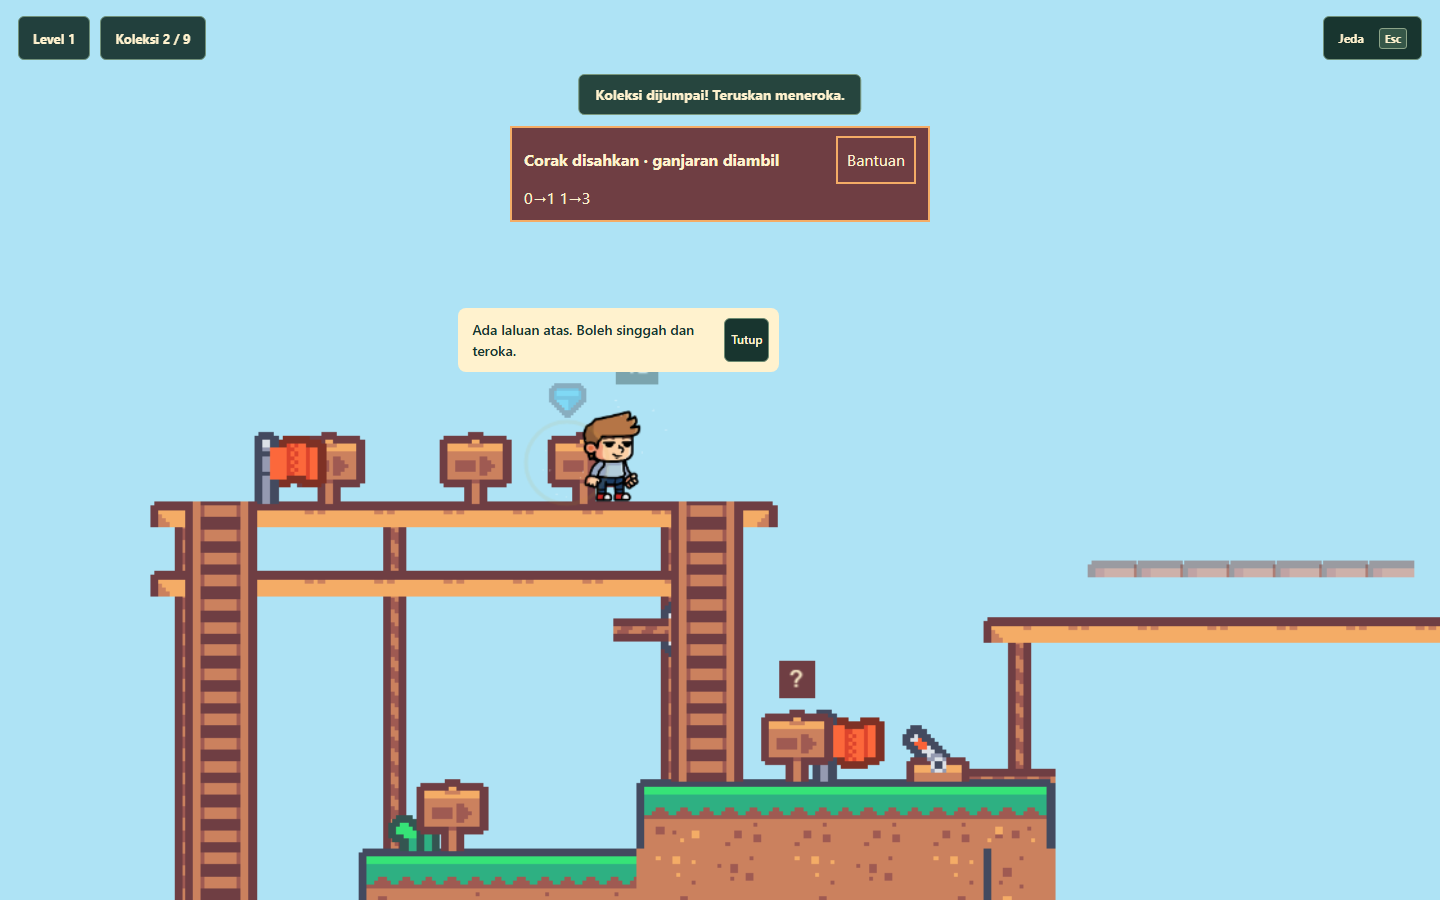 Level 1
Koleksi 2 / 9
Jeda Esc
Koleksi dijumpai! Teruskan meneroka.
Corak disahkan · ganjaran diambil
Bantuan
0→1 1→3
Ada laluan atas. Boleh singgah dan
teroka.
Tutup
?